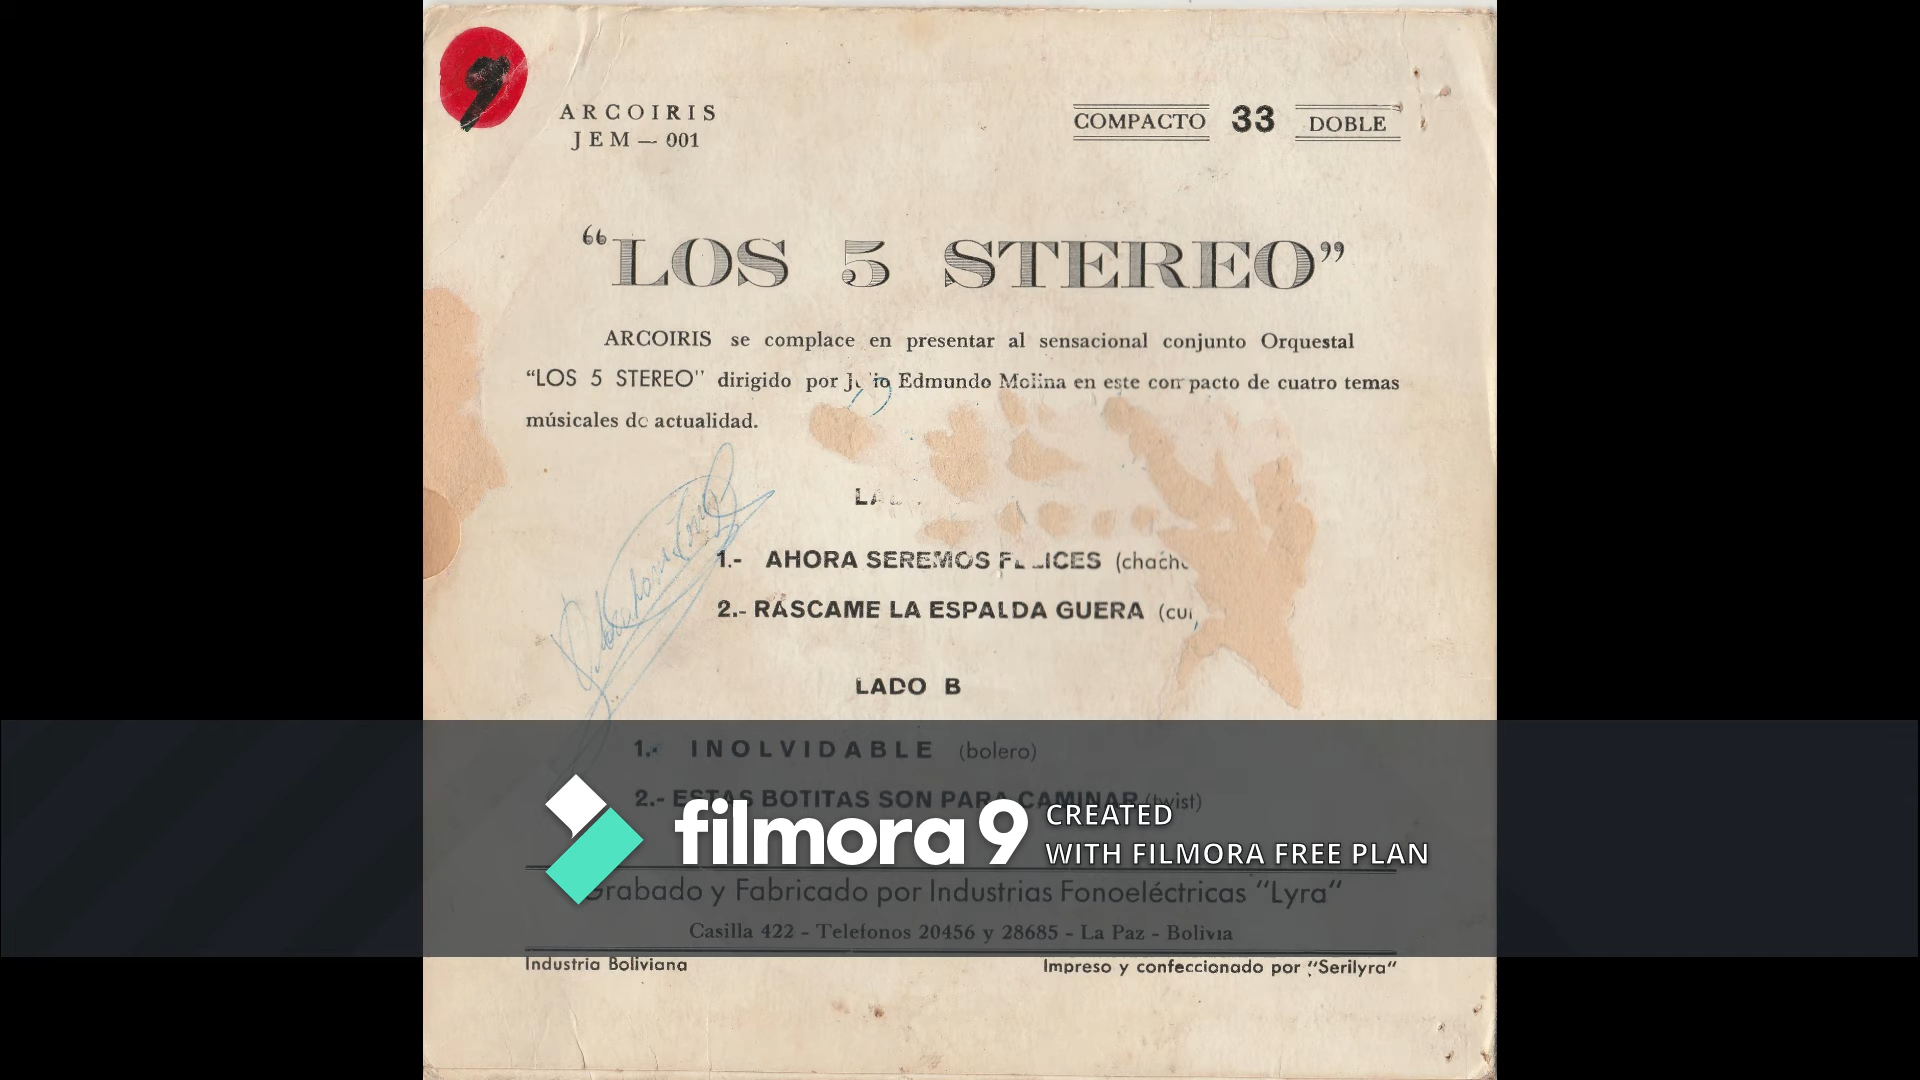 9
ARCOIRIS
JEM — 001
COMPACTO 33 DOBLE
“LOS 5 STEREO”
ARCOIRIS se complace en presentar al sensacional conjunto Orquestal
“LOS 5 STEREO” dirigido por Edmundo Molina en este compacto de cuatro temas
músicales de actualidad.
1.- AHORA SEREMOS FELICES
2.- RASCAME LA ESPALDA GUERA
LADO B
1.- INOLVIDABLE (bolero)
2.- ESTAS BOTITAS SON PARA CAMINAR (twist)
filmora9 CREATED
WITH FILMORA FREE PLAN
Grabado y Fabricado por Industrias Fonoeléctricas “Lyra”
Casilla 422 - Telefonos 20456 y 28685 - La Paz - Bolivia
Industria Boliviana
Impreso y confeccionado por “Serilyra”